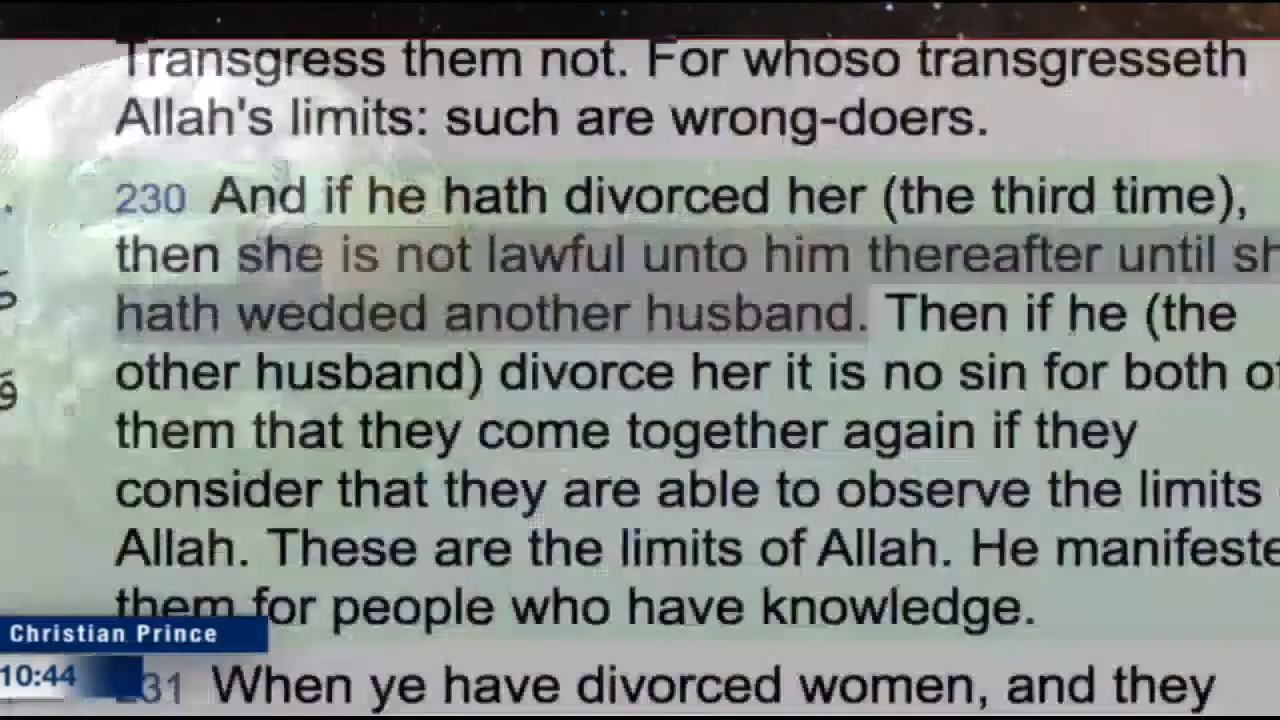 Transgress them not. For whoso transgresseth
Allah's limits: such are wrong-doers.
230 And if he hath divorced her (the third time),
then she is not lawful unto him thereafter until sh
hath wedded another husband. Then if he (the
other husband) divorce her it is no sin for both of
them that they come together again if they
consider that they are able to observe the limits
Allah. These are the limits of Allah. He manifeste
them for people who have knowledge.
Christian Prince
10:44
31 When ye have divorced women, and they